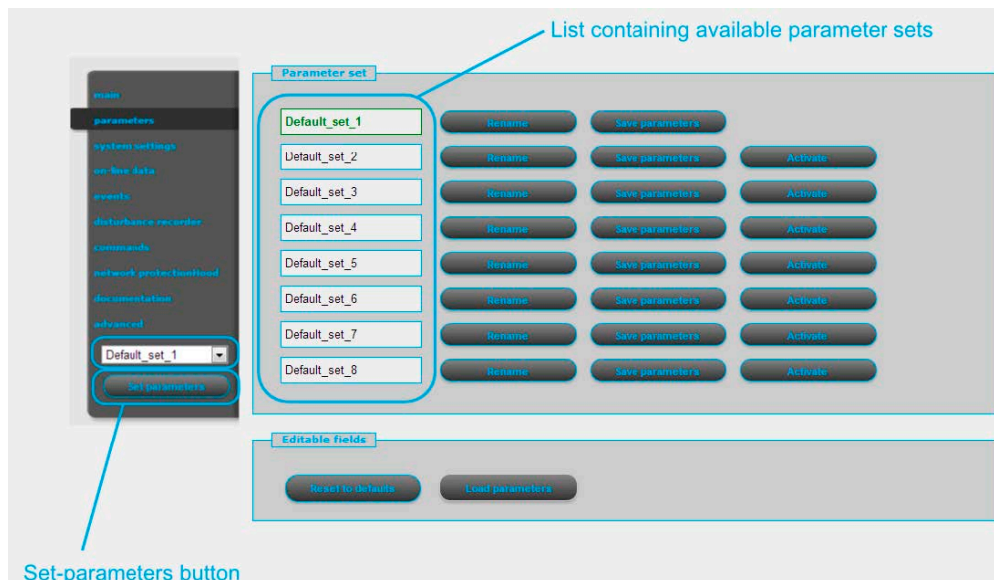 List containing available parameter sets
Parameter set
main
parameters
system settings
on-line data
events
disturbance recorder
commands
network protection
documentation
advanced
Default_set_1
Set parameters
Default_set_1 Rename Save parameters
Default_set_2 Rename Save parameters Activate
Default_set_3 Rename Save parameters Activate
Default_set_4 Rename Save parameters Activate
Default_set_5 Rename Save parameters Activate
Default_set_6 Rename Save parameters Activate
Default_set_7 Rename Save parameters Activate
Default_set_8 Rename Save parameters Activate
Editable fields
Reset to defaults Load parameters
Set-parameters button